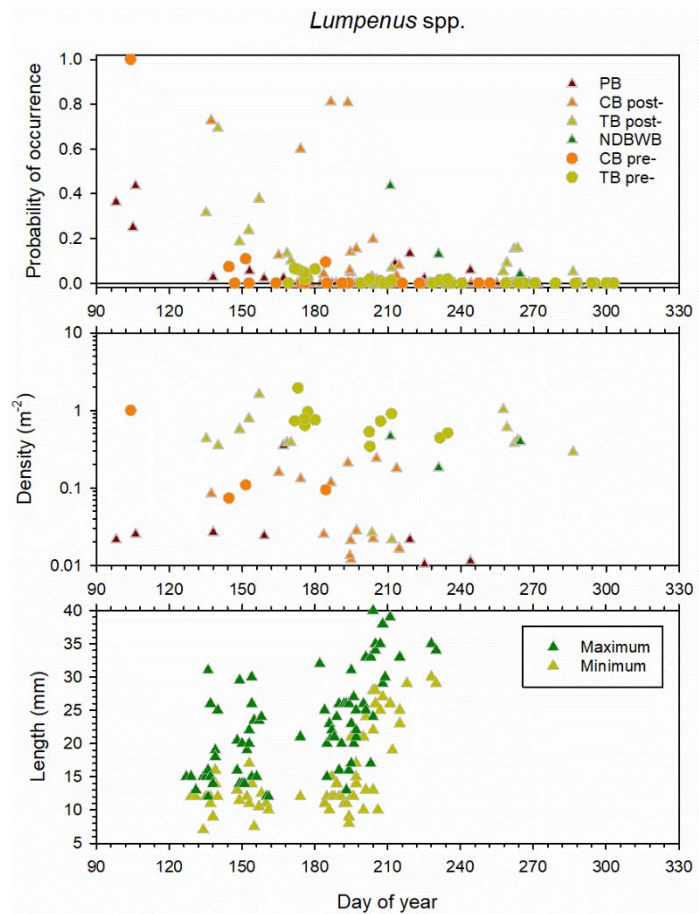 Lumpenus spp.
Probability of occurrence
1.0
0.8
0.6
0.4
0.2
0.0
PB
CB post-
TB post-
NDBWB
CB pre-
TB pre-
90 120 150 180 210 240 270 300 330
Density (m-2)
10
1
0.1
0.01
90 120 150 180 210 240 270 300 330
Length (mm)
40
35
30
25
20
15
10
5
Maximum
Minimum
90 120 150 180 210 240 270 300 330
Day of year